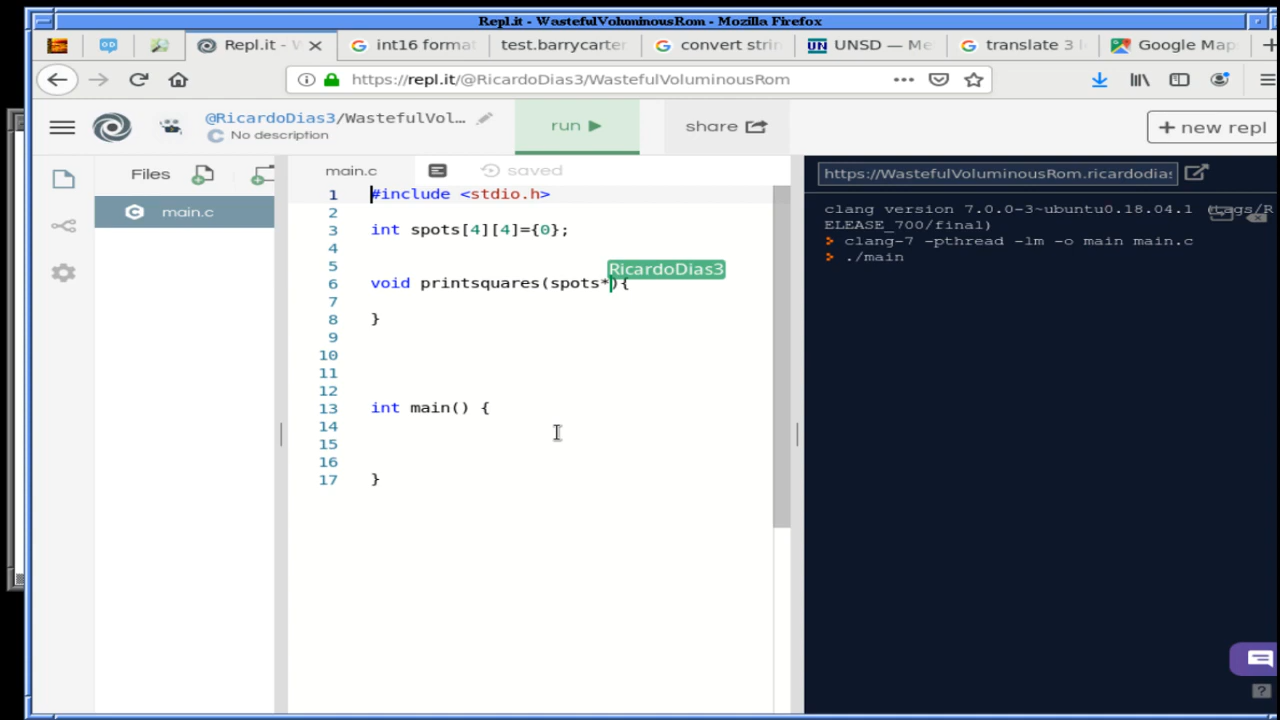 Repl.it - WastefulVoluminousRom - Mozilla Firefox
Repl.it - W
int16 format
test.barrycarter
convert strin
UN UNSD — Me
translate 3 l
Google Map
https://repl.it/@RicardoDias3/WastefulVoluminousRom
@RicardoDias3/WastefulVol...
No description
run
share
+ new repl
Files
main.c
main.c
saved
1 #include <stdio.h>
2
3 int spots[4][4]={0};
4
5
RicardoDias3
6 void printsquares(spots*){
7
8 }
9
10
11
12
13 int main() {
14
15
16
17 }
https://WastefulVoluminousRom.ricardodias
clang version 7.0.0-3~ubuntu0.18.04.1 (tags/R
ELEASE_700/final)
> clang-7 -pthread -lm -o main main.c
> ./main